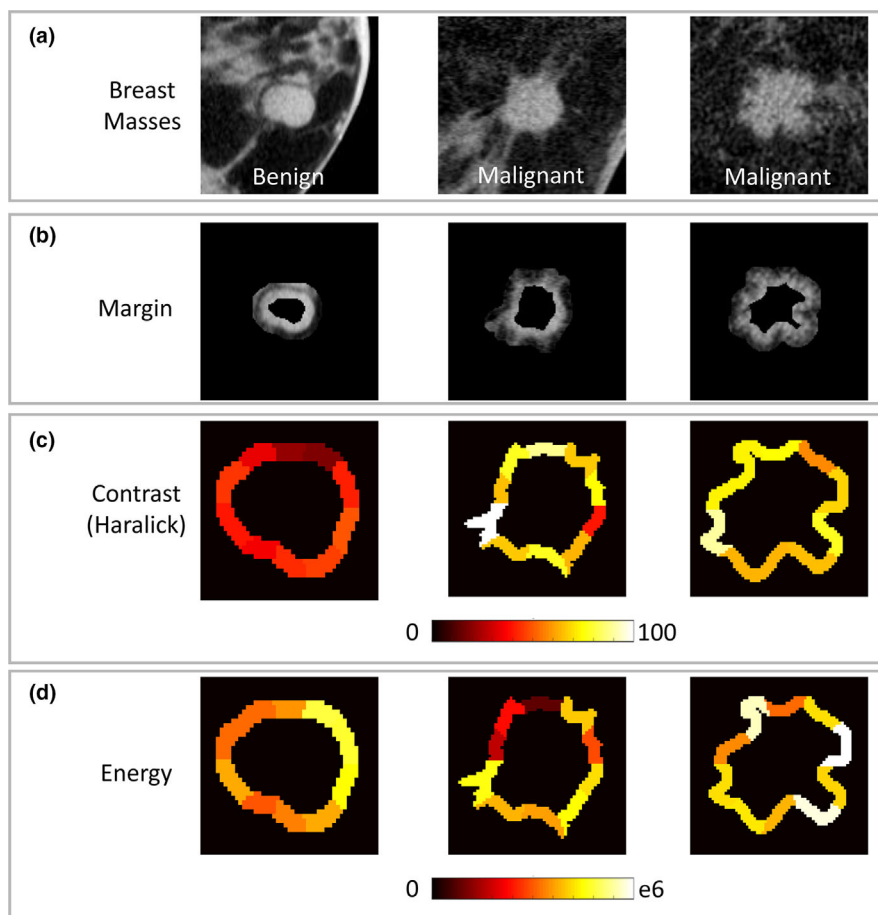 (a)
Breast
Masses
Benign
Malignant
Malignant
(b)
Margin
(c)
Contrast
(Haralick)
0
100
(d)
Energy
0
e6